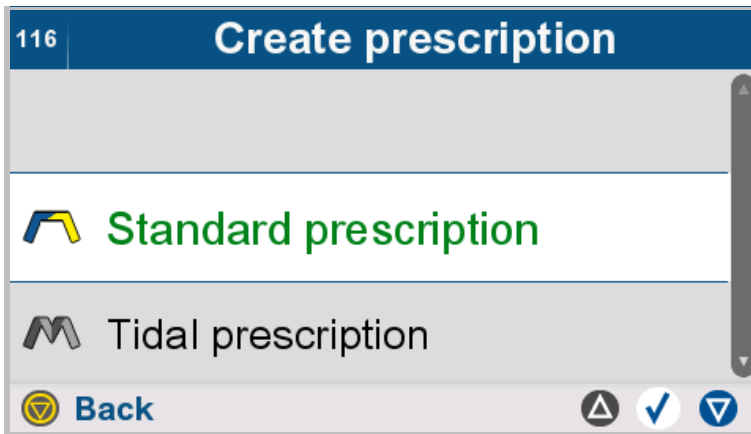 116
Create prescription
Standard prescription
Tidal prescription
Back